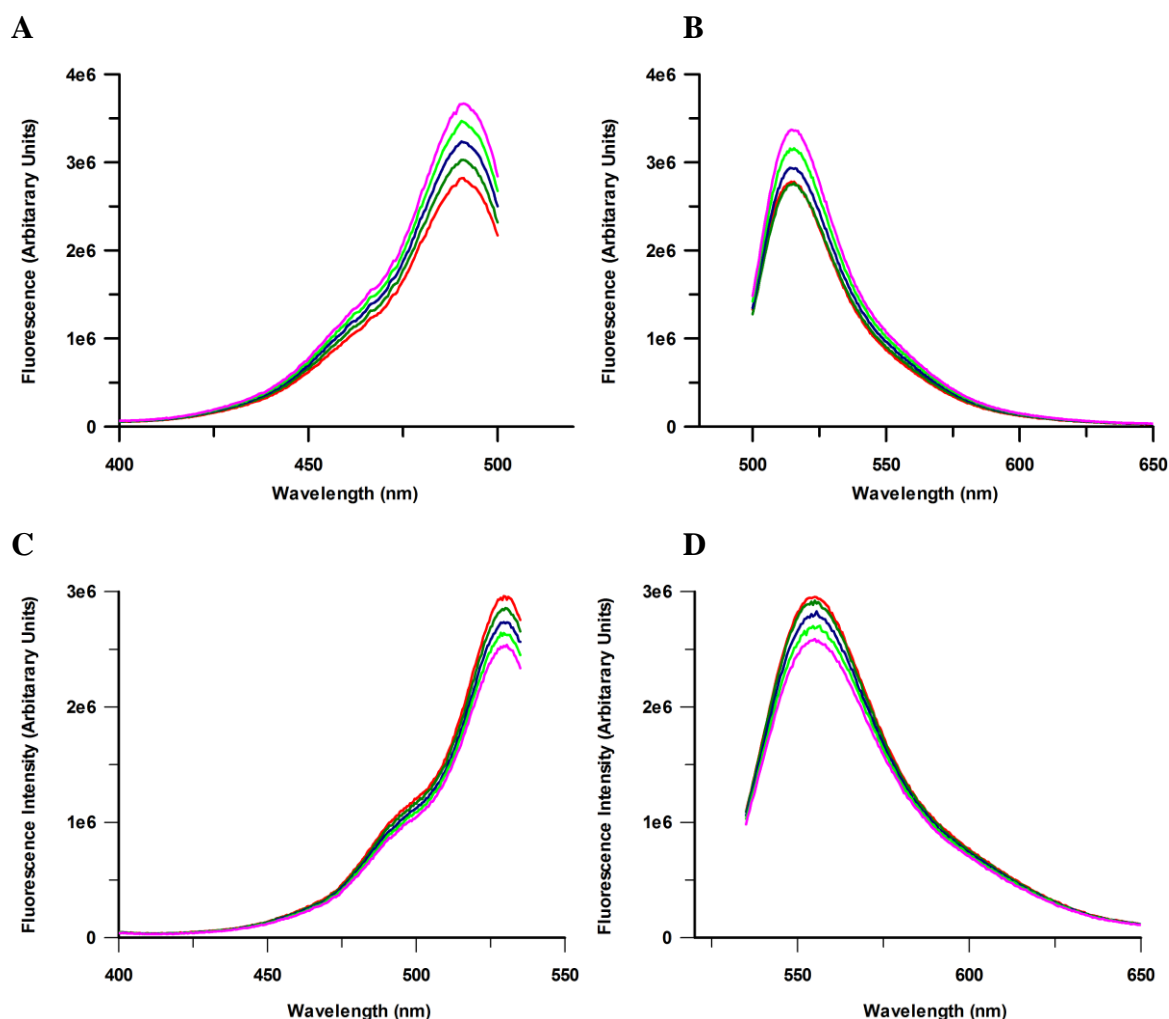 A
Fluorescence (Arbitarary Units)
4e6
3e6
2e6
1e6
0
400
450
500
Wavelength (nm)
B
Fluorescence (Arbitarary Units)
4e6
3e6
2e6
1e6
0
500
550
600
650
Wavelength (nm)
C
Fluorescence Intensity (Arbitarary Units)
3e6
2e6
1e6
0
400
450
500
550
Wavelength (nm)
D
Fluorescence Intensity (Arbitarary Units)
3e6
2e6
1e6
0
550
600
650
Wavelength (nm)